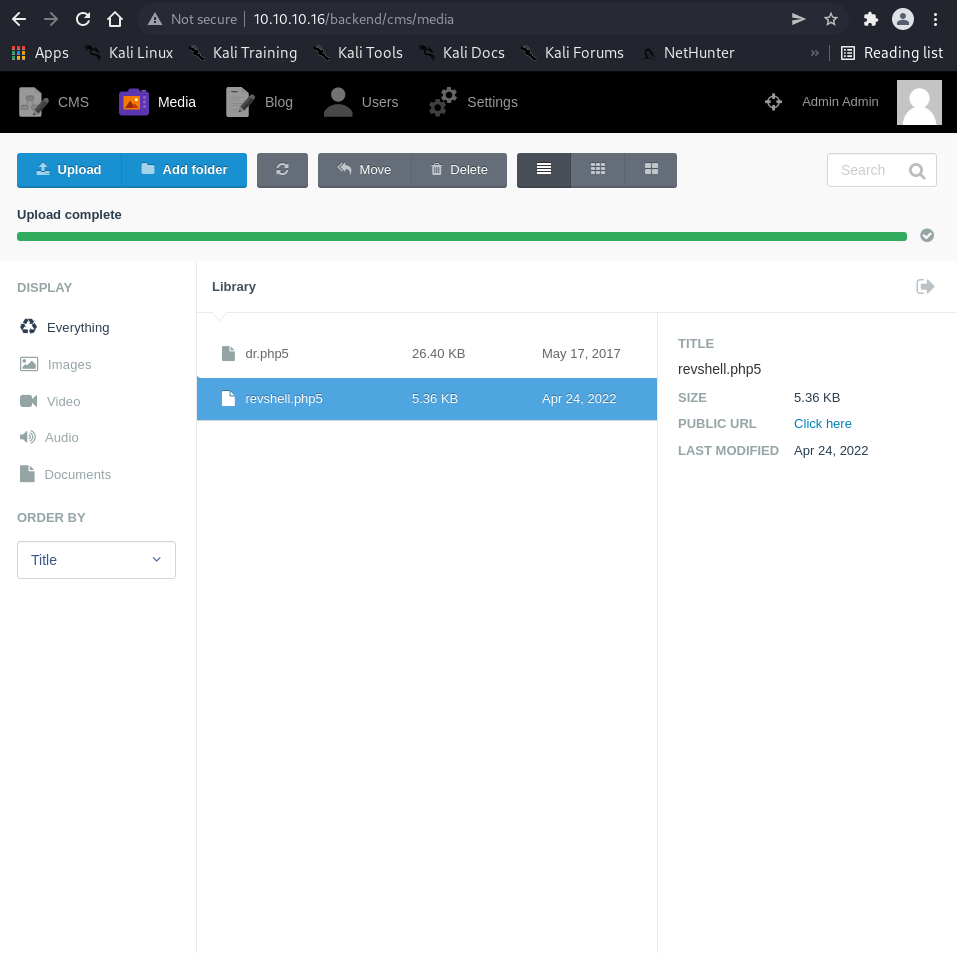 Not secure 10.10.10.16/backend/cms/media
Apps Kali Linux Kali Training Kali Tools Kali Docs Kali Forums NetHunter » Reading list
CMS Media Blog Users Settings Admin Admin
Upload Add folder Move Delete Search
Upload complete
DISPLAY
Everything
Images
Video
Audio
Documents
ORDER BY
Title
Library
dr.php5 26.40 KB May 17, 2017
revshell.php5 5.36 KB Apr 24, 2022
TITLE
revshell.php5
SIZE 5.36 KB
PUBLIC URL Click here
LAST MODIFIED Apr 24, 2022